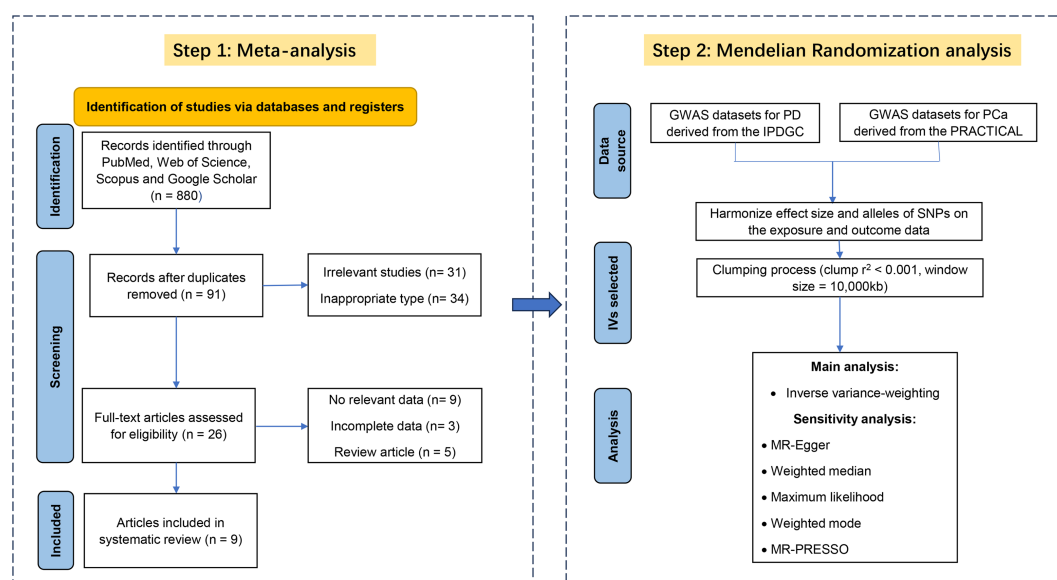 Step 1: Meta-analysis
Identification of studies via databases and registers
Identification
Records identified through
PubMed, Web of Science,
Scopus and Google Scholar
(n = 880)
Screening
Records after duplicates
removed (n = 91)
Irrelevant studies (n= 31)
Inappropriate type (n= 34)
Full-text articles assessed
for eligibility (n = 26)
No relevant data (n= 9)
Incomplete data (n= 3)
Review article (n = 5)
Included
Articles included in
systematic review (n = 9)
Step 2: Mendelian Randomization analysis
Data
source
GWAS datasets for PD
derived from the IPDGC
GWAS datasets for PCa
derived from the PRACTICAL
Harmonize effect size and alleles of SNPs on
the exposure and outcome data
IVs selected
Clumping process (clump r² < 0.001, window
size = 10,000kb)
Analysis
Main analysis:
• Inverse variance-weighting
Sensitivity analysis:
• MR-Egger
• Weighted median
• Maximum likelihood
• Weighted mode
• MR-PRESSO